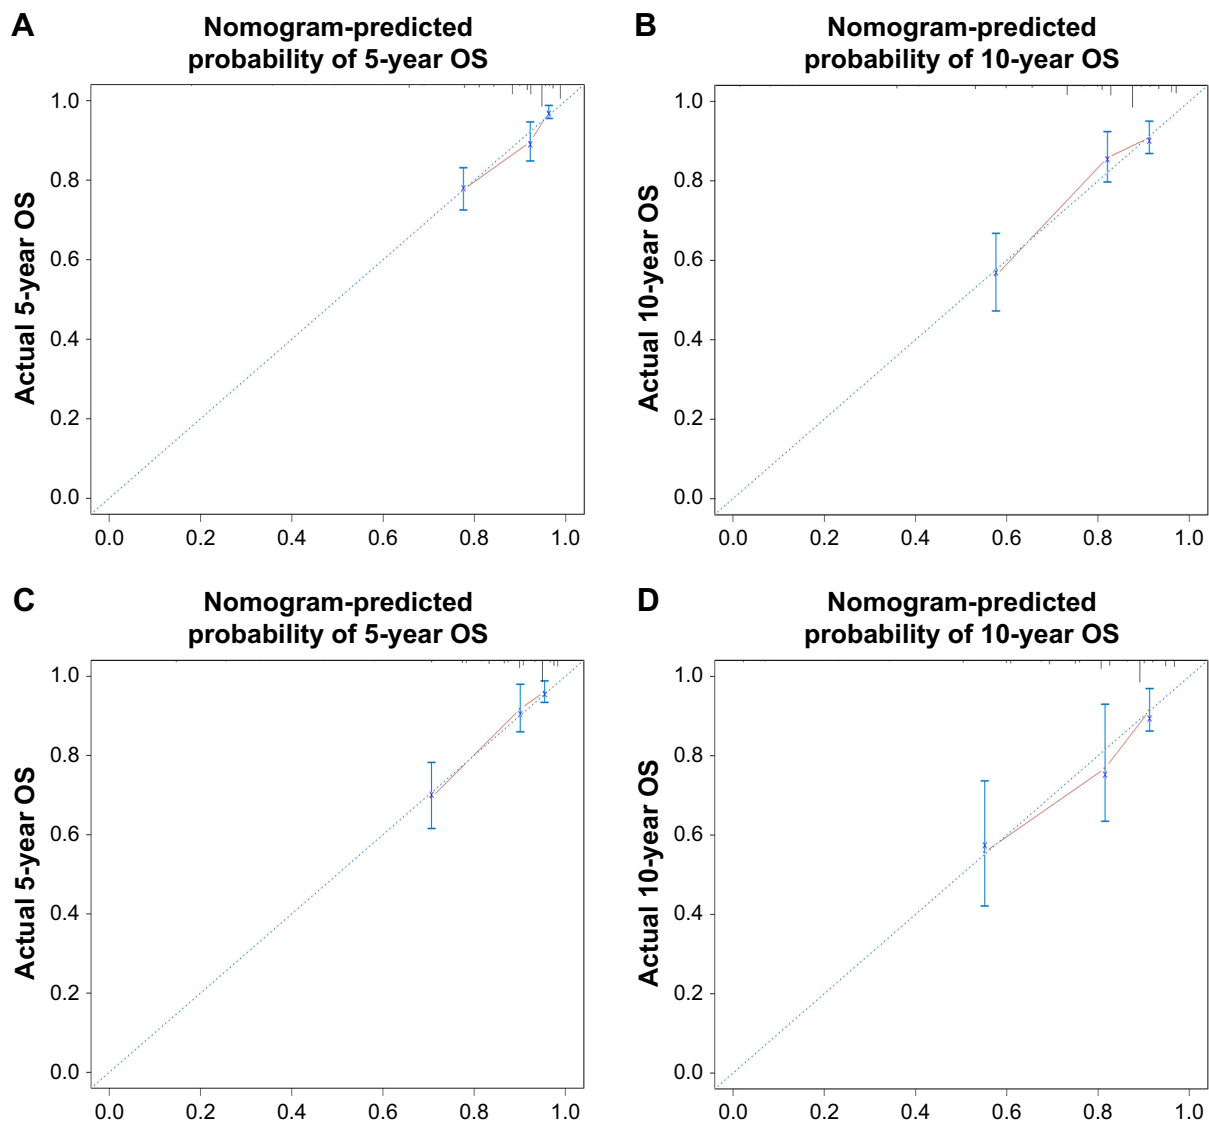 A
Nomogram-predicted
probability of 5-year OS
Actual 5-year OS
1.0
0.8
0.6
0.4
0.2
0.0
0.0 0.2 0.4 0.6 0.8 1.0
B
Nomogram-predicted
probability of 10-year OS
Actual 10-year OS
1.0
0.8
0.6
0.4
0.2
0.0
0.0 0.2 0.4 0.6 0.8 1.0
C
Nomogram-predicted
probability of 5-year OS
Actual 5-year OS
1.0
0.8
0.6
0.4
0.2
0.0
0.0 0.2 0.4 0.6 0.8 1.0
D
Nomogram-predicted
probability of 10-year OS
Actual 10-year OS
1.0
0.8
0.6
0.4
0.2
0.0
0.0 0.2 0.4 0.6 0.8 1.0